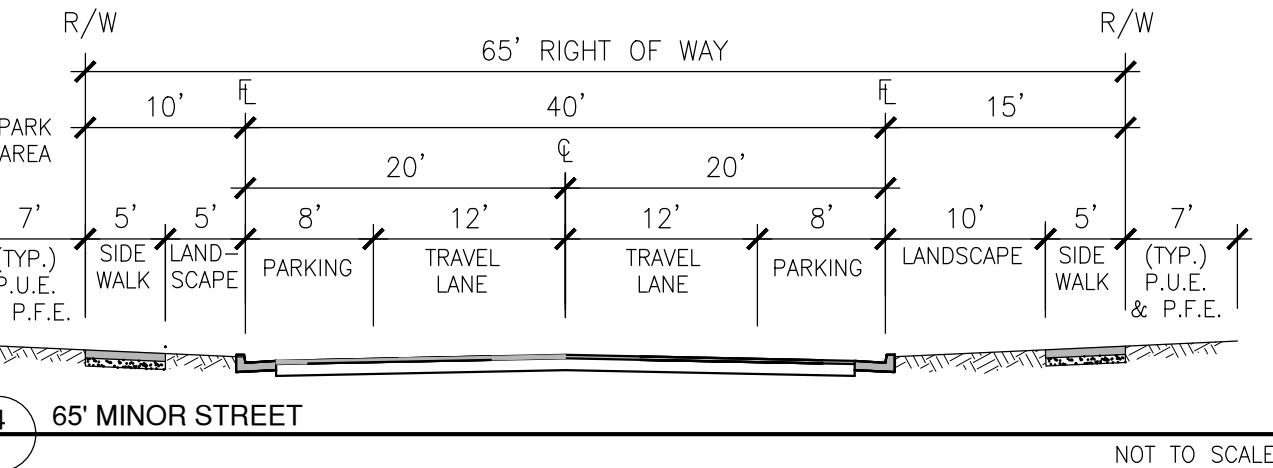 R/W R/W
65' RIGHT OF WAY
10' FL 40' FL 15'
PARK
AREA
20' CL 20'
7' 5' 5' 8' 12' 12' 8' 10' 5' 7'
(TYP.) SIDE LAND- PARKING TRAVEL TRAVEL PARKING LANDSCAPE SIDE (TYP.)
P.U.E. WALK SCAPE LANE LANE WALK P.U.E.
P.F.E. & P.F.E.
4 65' MINOR STREET
NOT TO SCALE